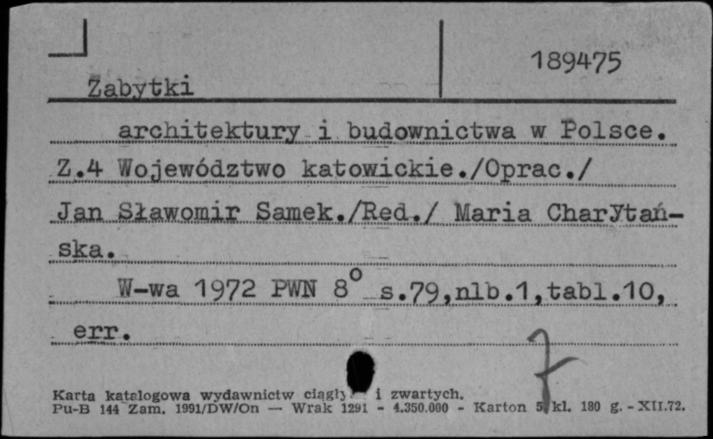 189475
Zabytki
architektury i budownictwa w Polsce.
Z.4 Województwo katowickie./Oprac./
Jan Sławomir Samek./Red./ Maria Charytań-
ska.
W-wa 1972 PWN 8° s.79,nlb.1,tabl.10,
err.
Karta katalogowa wydawnictw i zwartych.
Pu-B 144 Zam. 1991/DW/On — Wrak 1291 - 4.350.000 - Karton kl. 180 g. - XII.72.